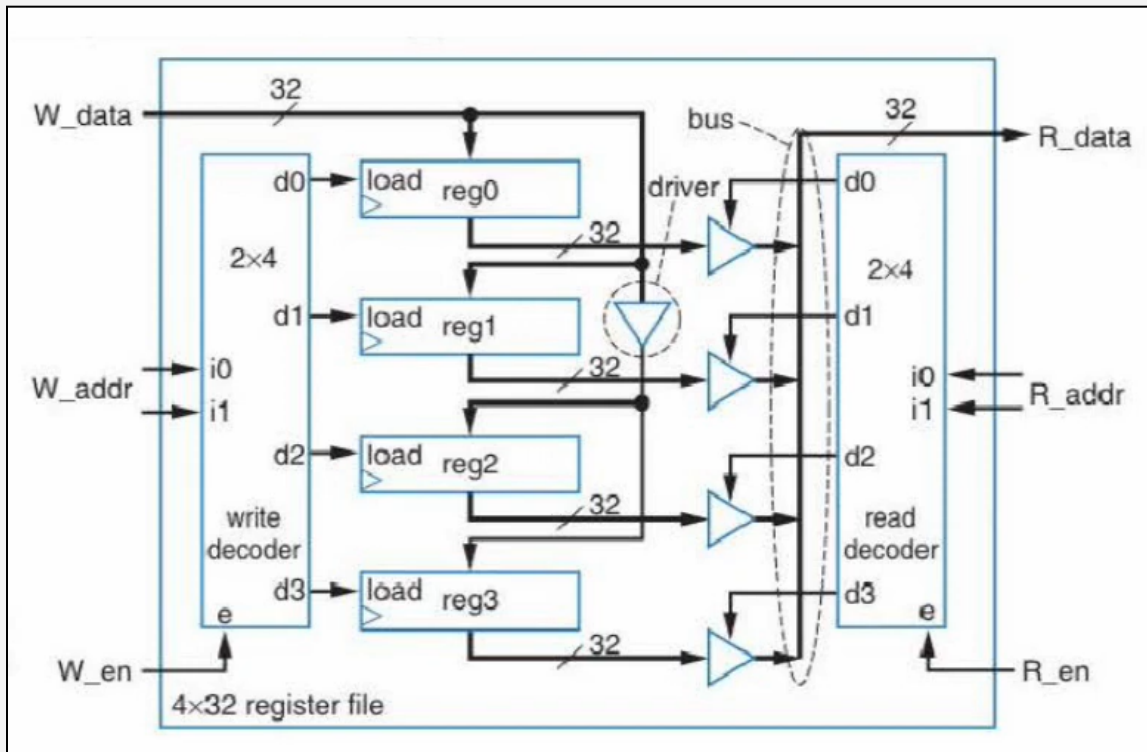 32
32
W_data
bus
R_data
d0
load
reg0
driver
d0
32
2×4
2×4
d1
load
reg1
d1
32
i0
i0
W_addr
R_addr
i1
i1
d2
load
reg2
d2
32
write
decoder
read
decoder
d3
load
reg3
d3
e
e
32
W_en
R_en
4×32 register file